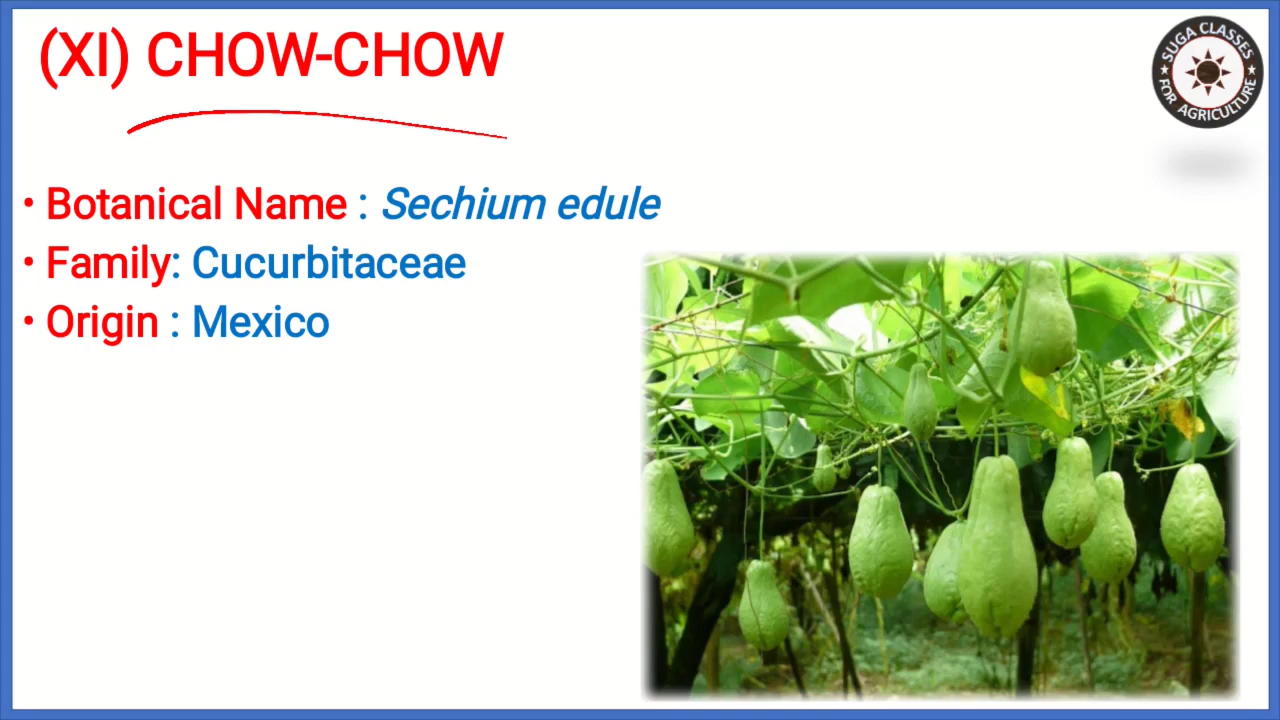 (XI) CHOW-CHOW
SUGA CLASSES
FOR AGRICULTURE
• Botanical Name : Sechium edule
• Family: Cucurbitaceae
• Origin : Mexico